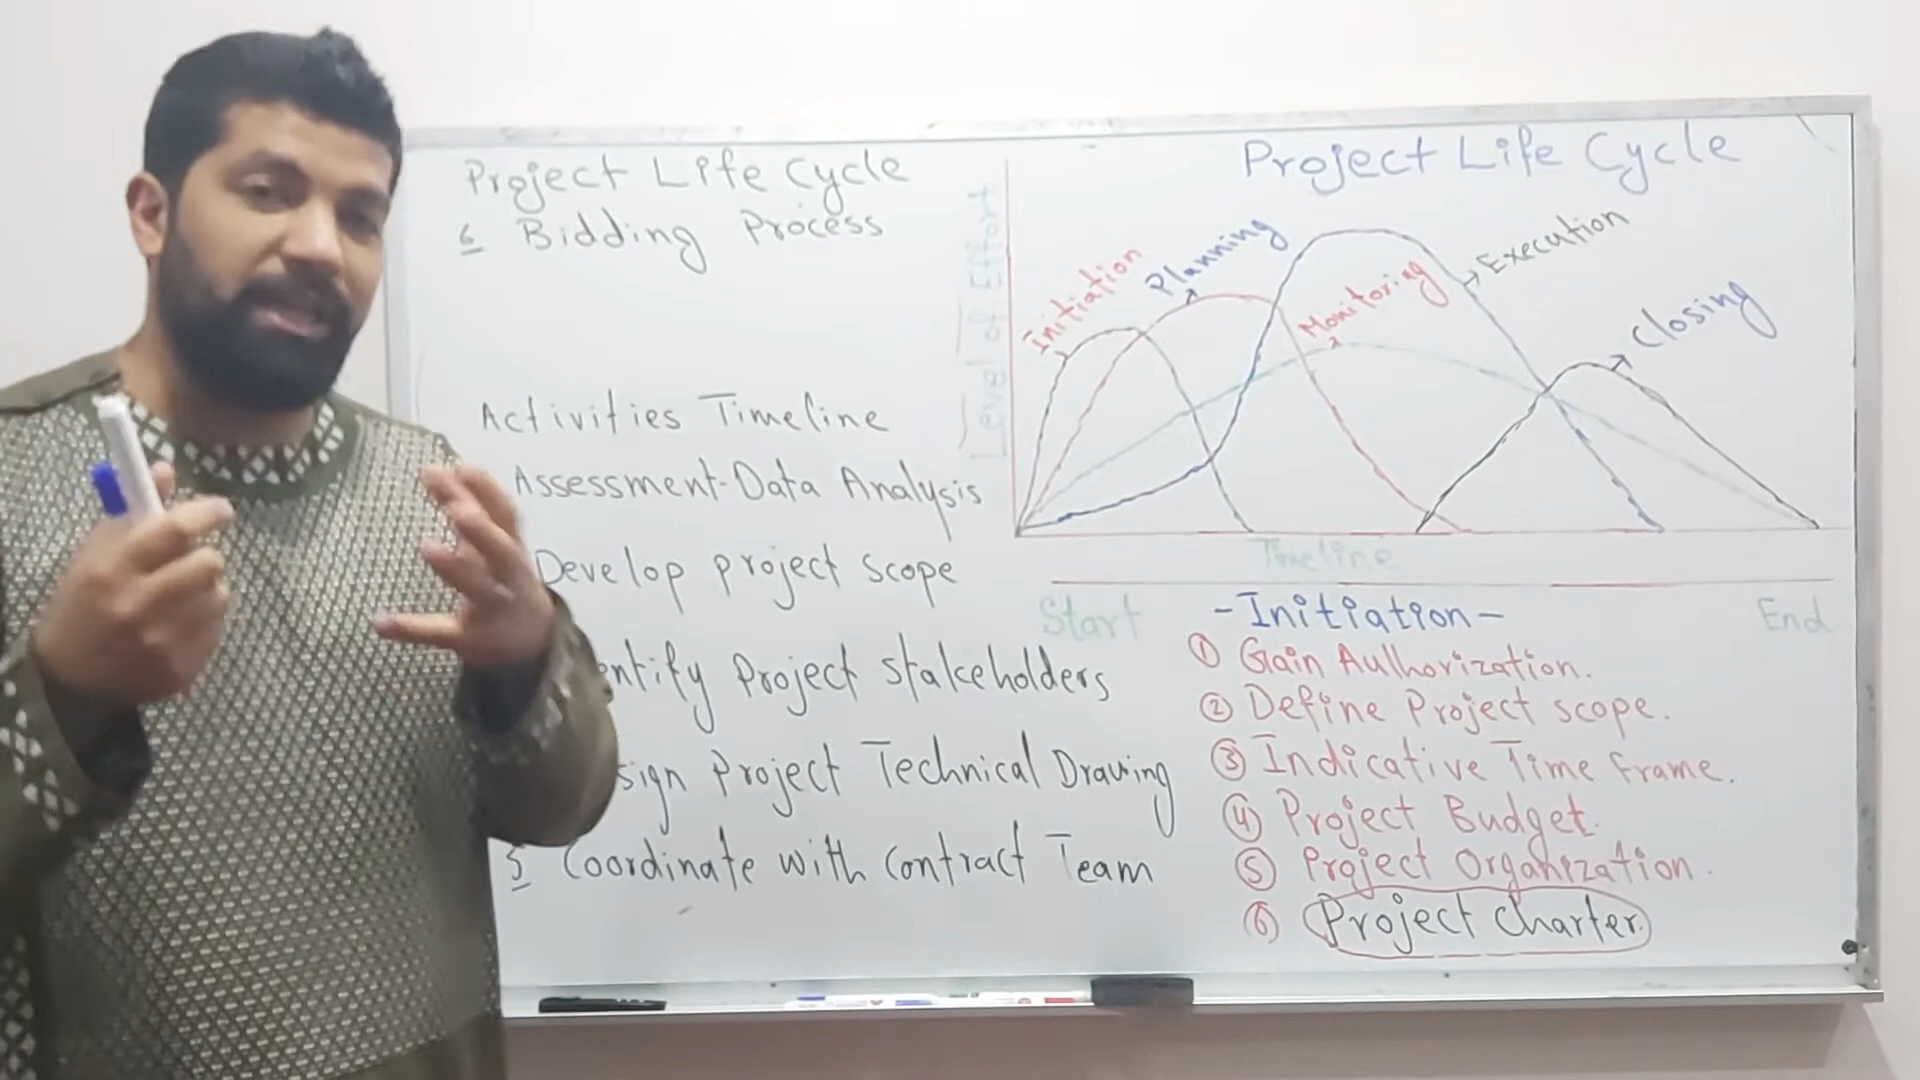 Project Life Cycle
6 Bidding Process
Activities Timeline
Assessment-Data Analysis
Develop project scope
entify Project stakeholders
sign Project Technical Drawing
5 Coordinate with Contract Team
Project Life Cycle
Level of Effort
Initiation
Planning
Monitoring
Execution
Closing
Timeline
Start
End
-Initiation-
① Gain Authorization.
② Define Project scope.
③ Indicative Time frame.
④ Project Budget.
⑤ Project Organization.
⑥ Project Charter.